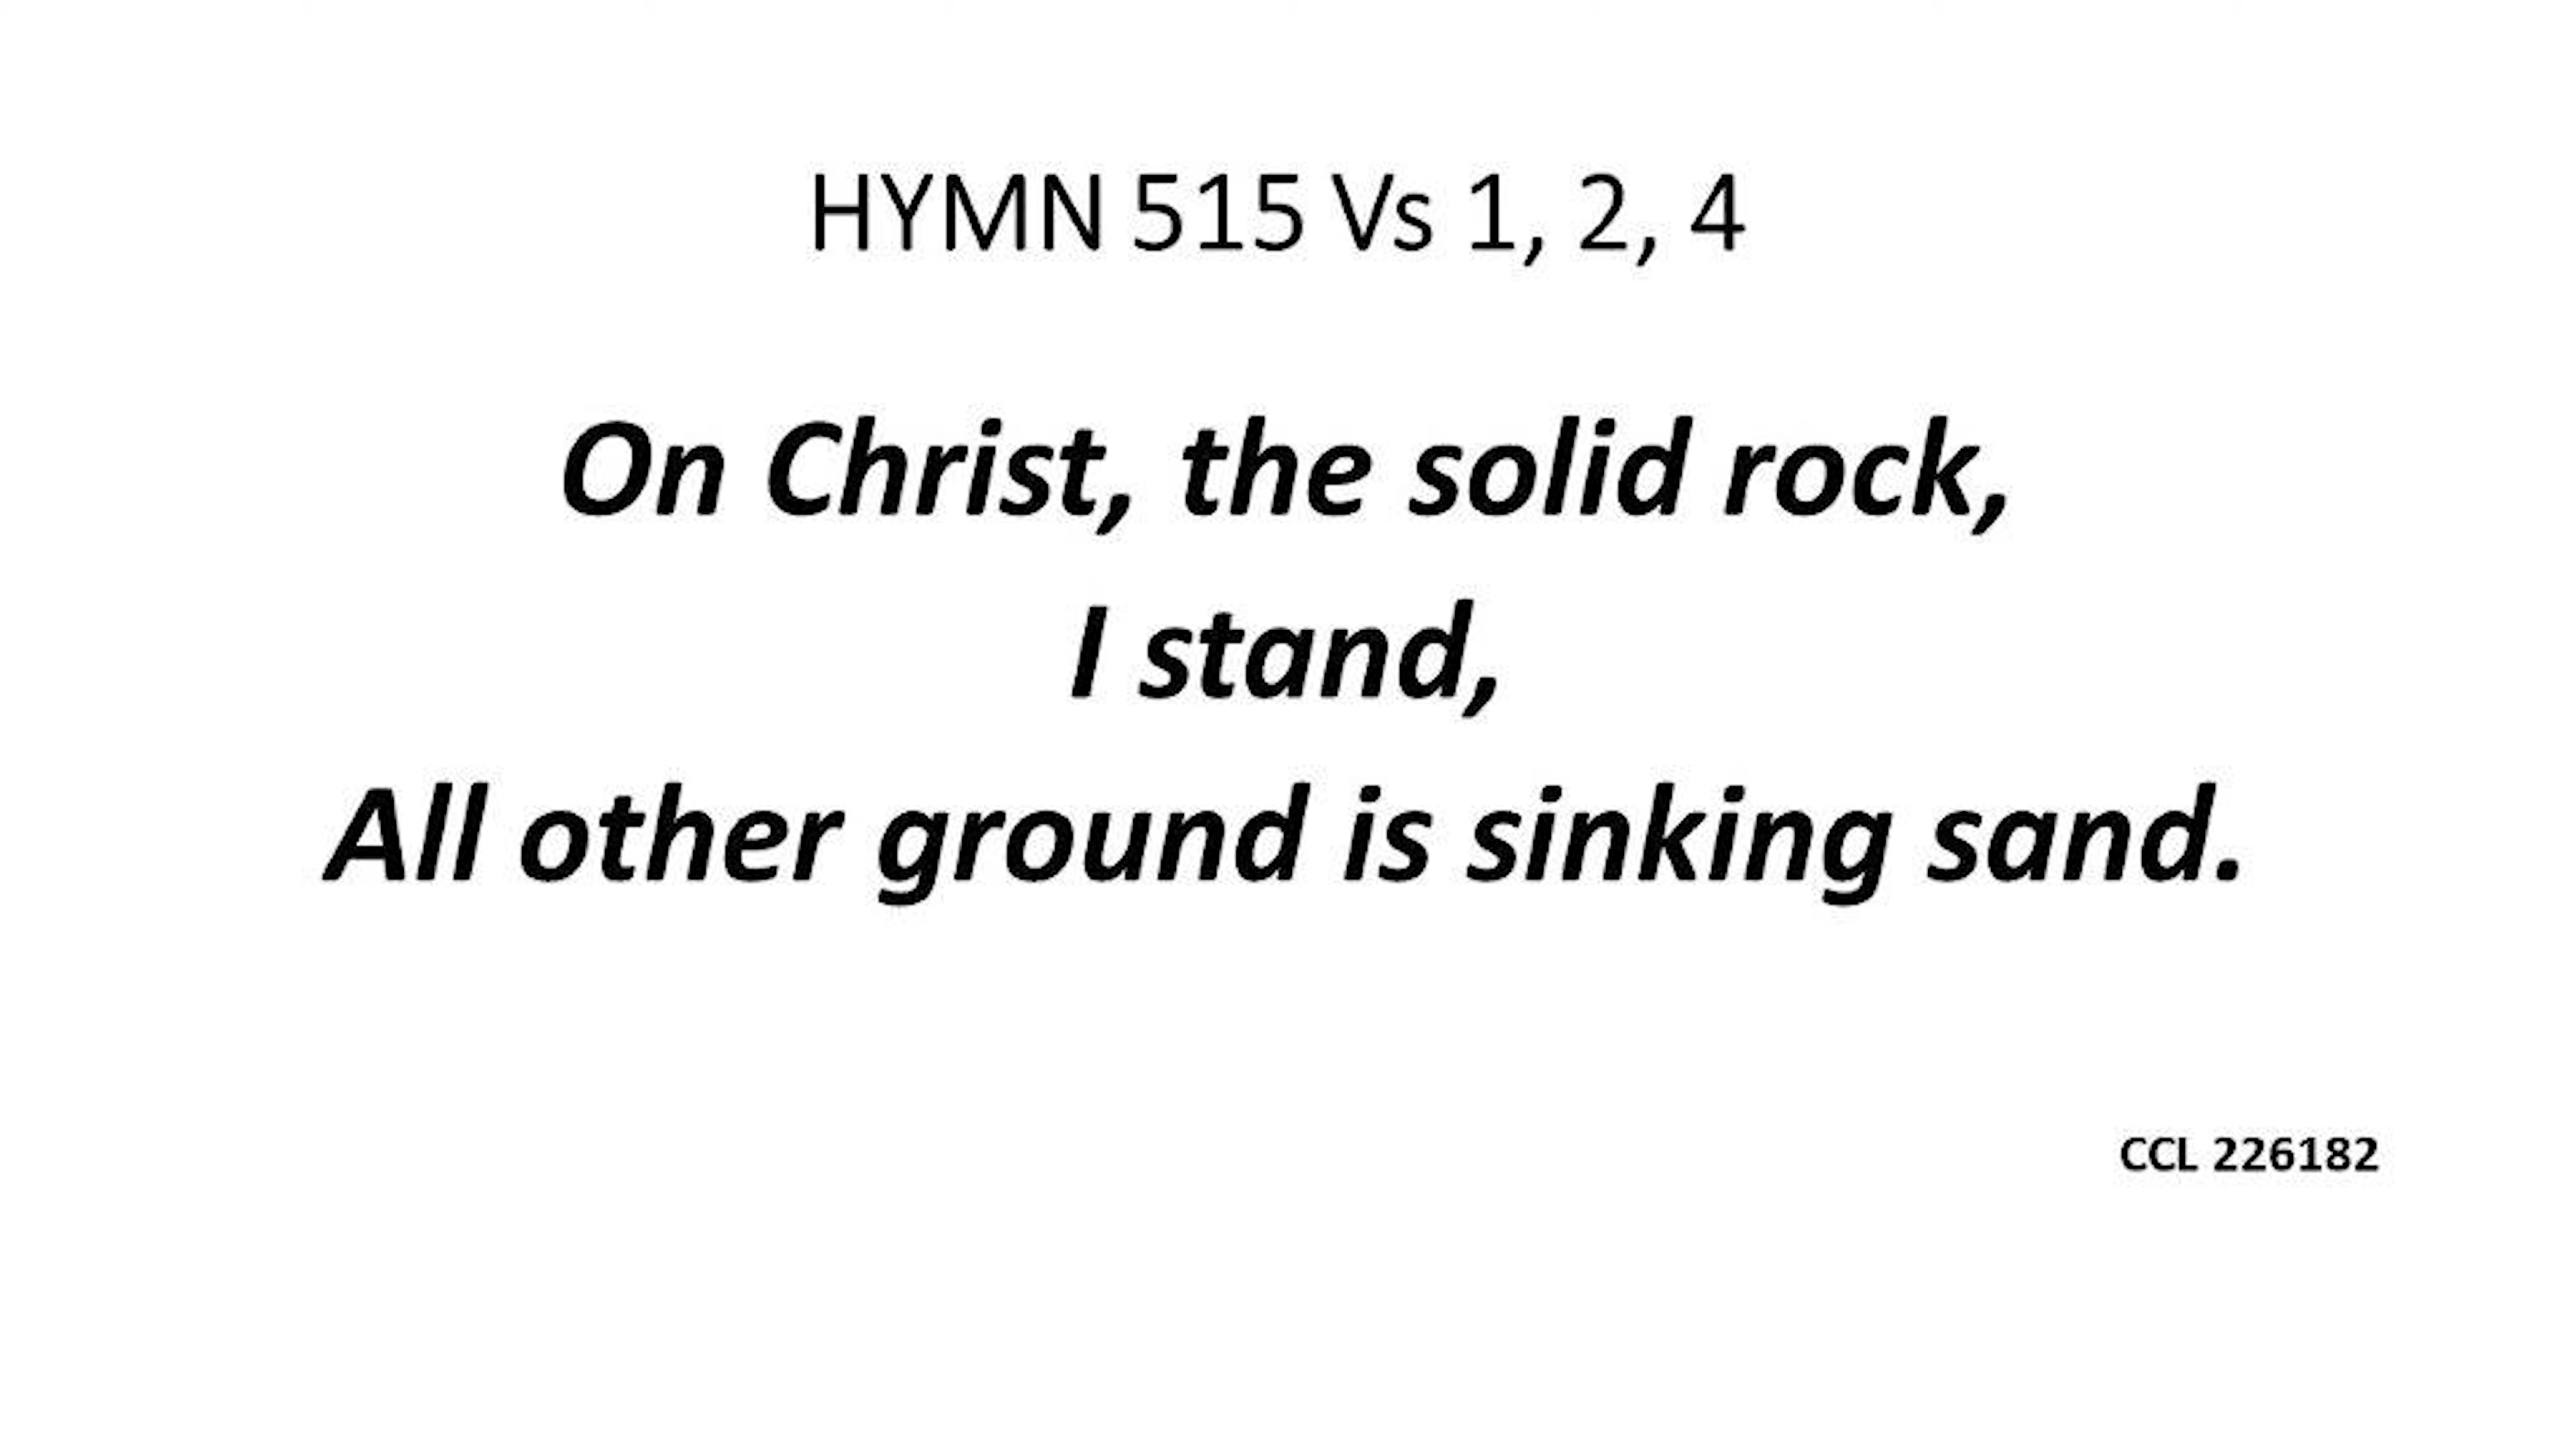 HYMN 515 Vs 1, 2, 4
On Christ, the solid rock,
I stand,
All other ground is sinking sand.
CCL 226182